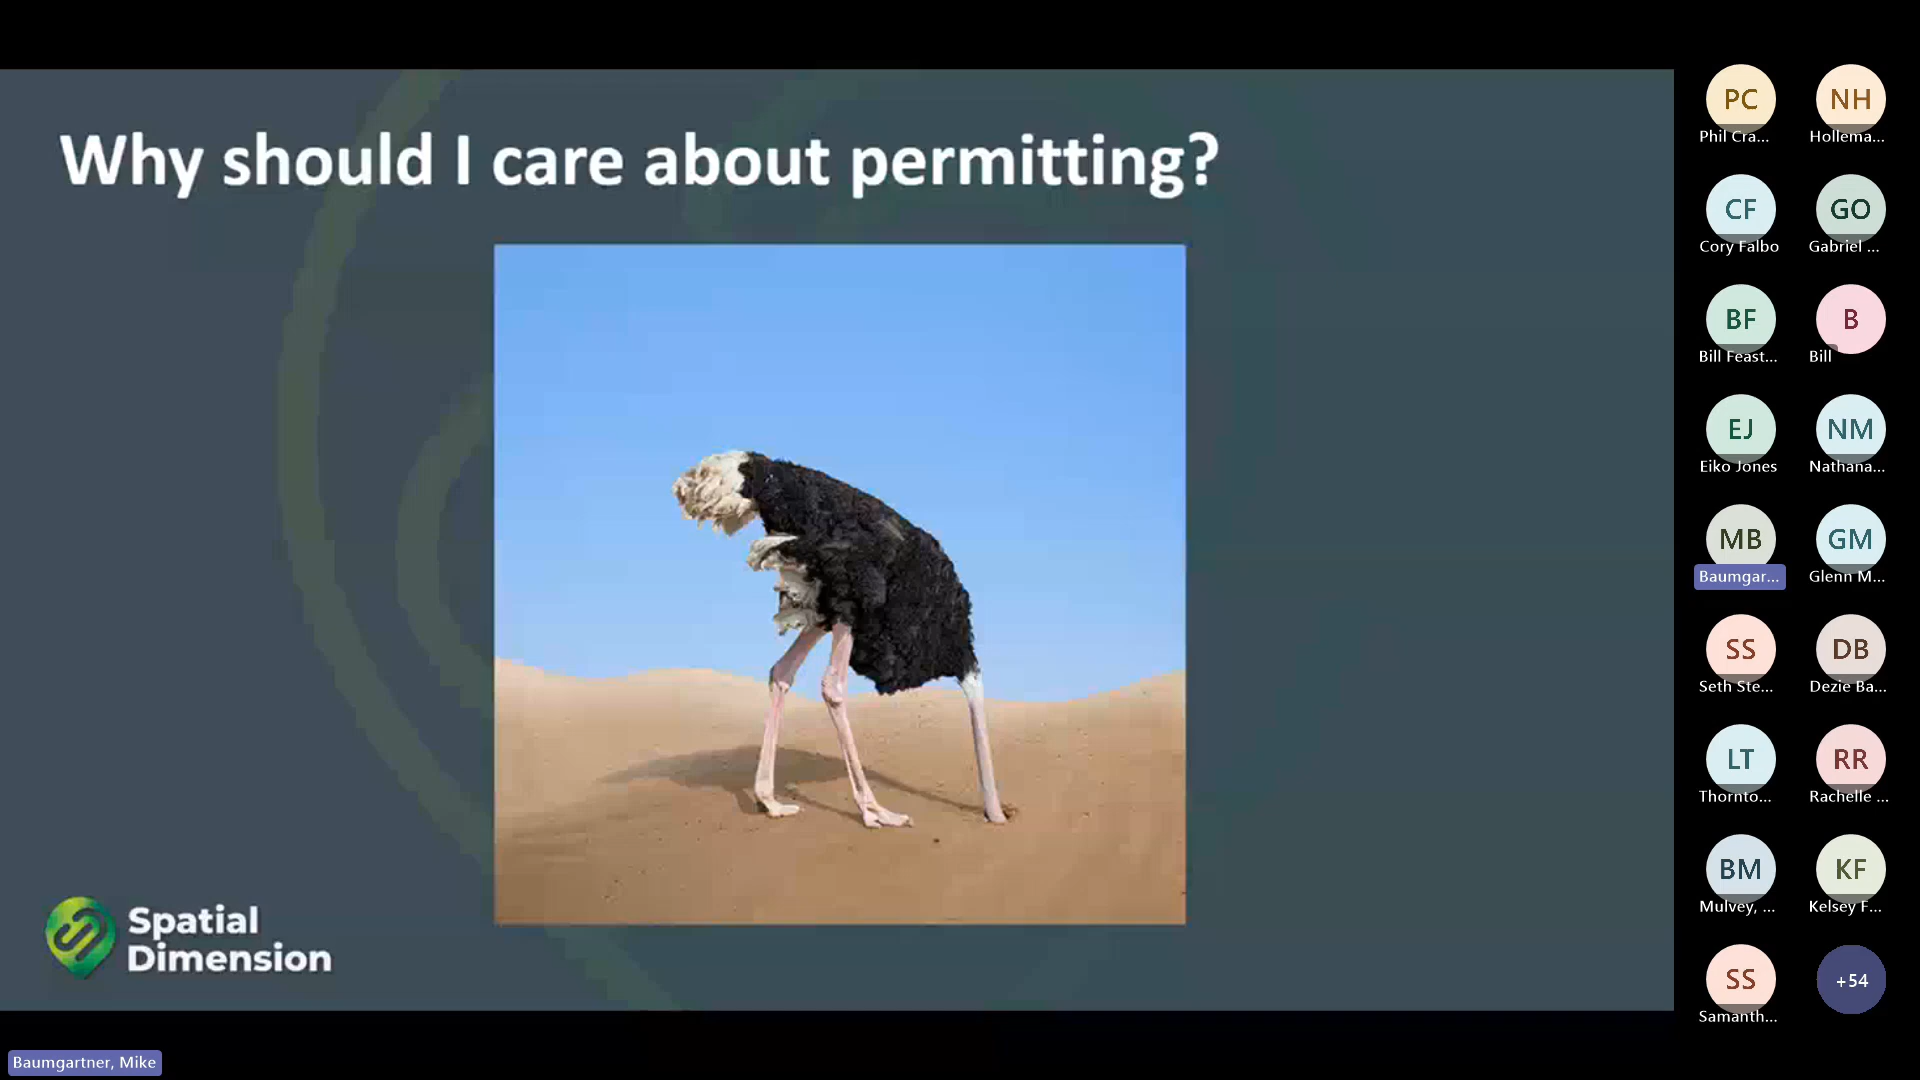 Why should I care about permitting?
Spatial
Dimension
PC
Phil Cra...
NH
Hollema...
CF
Cory Falbo
GO
Gabriel ...
BF
Bill Feast...
B
Bill
EJ
Eiko Jones
NM
Nathana...
MB
Baumgar...
GM
Glenn M...
SS
Seth Ste...
DB
Dezie Ba...
LT
Thornto...
RR
Rachelle ...
BM
Mulvey, ...
KF
Kelsey F...
SS
Samanth...
+54
Baumgartner, Mike